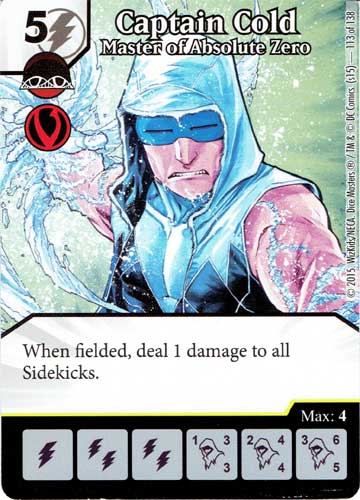 5
Captain Cold
Master of Absolute Zero
© 2015 WizKids/NECA. Dice Masters ® / TM & © DC Comics (s15) — 113 of 138
When fielded, deal 1 damage to all
Sidekicks.
Max: 4
1 3 3
2 4 4
3 6 5